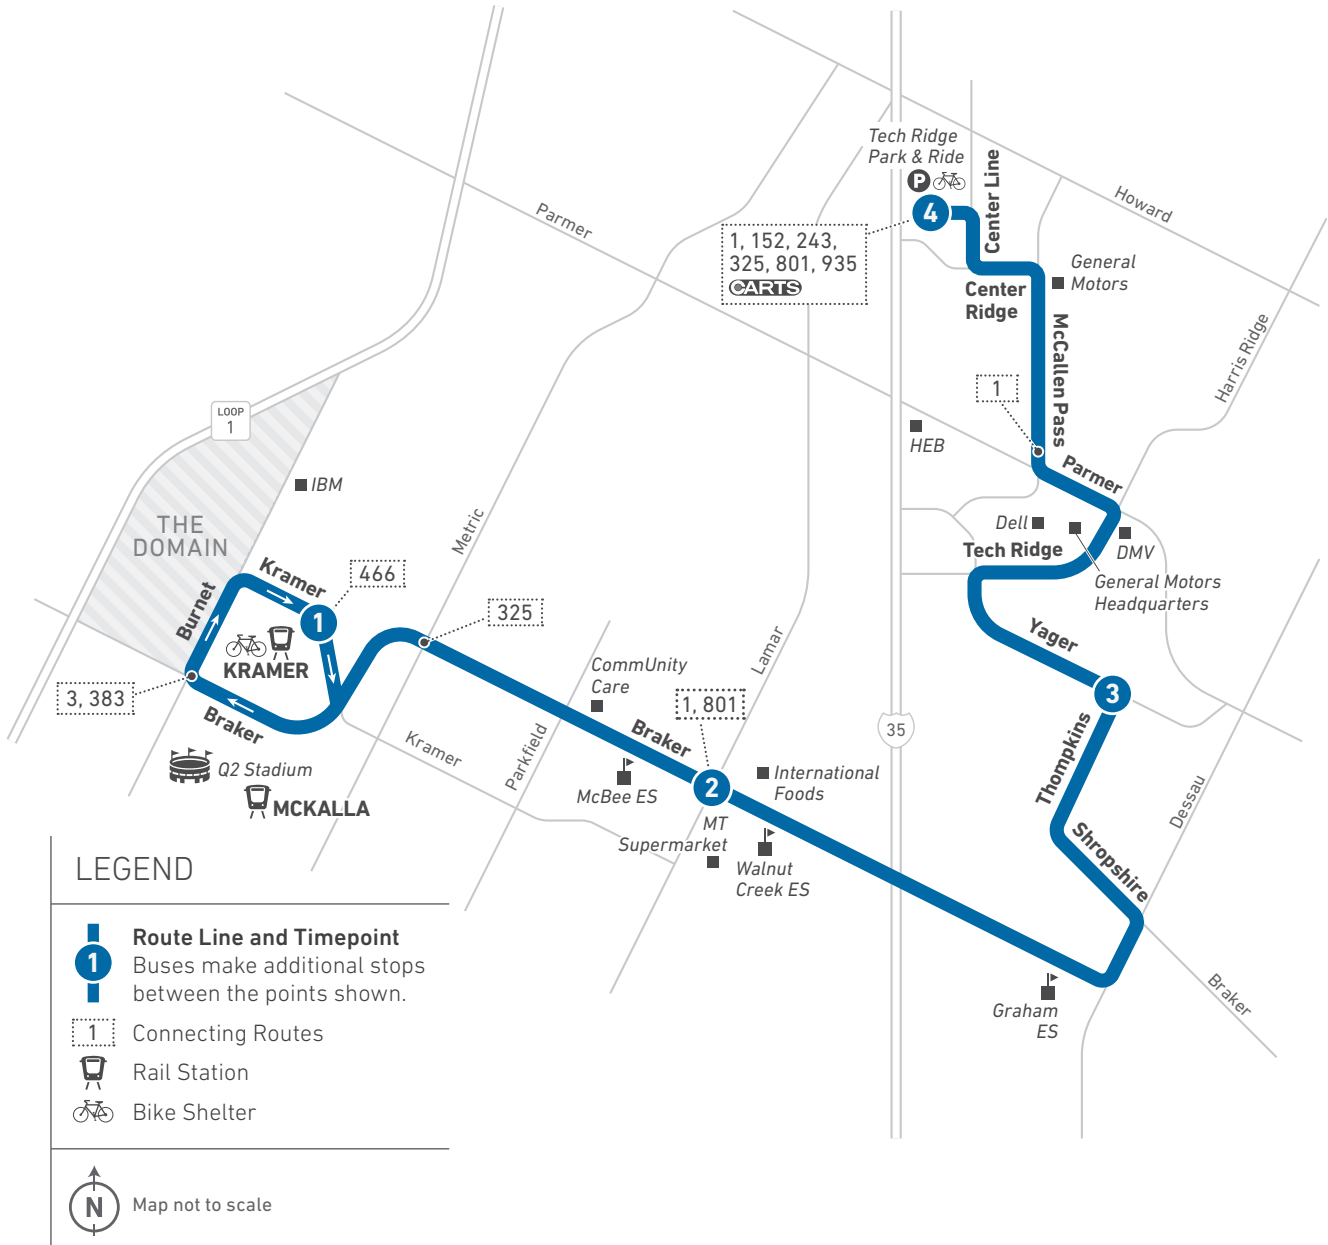 Tech Ridge
Park & Ride
P
Center Line
Howard
Parmer
4
1, 152, 243,
325, 801, 935
CARTS
General
Motors
Center
Ridge
McCallen Pass
Harris Ridge
1
LOOP
1
HEB
Parmer
IBM
THE
DOMAIN
Metric
Dell
Tech Ridge
DMV
General Motors
Headquarters
Kramer
466
Burnet
1
325
KRAMER
Yager
Lamar
CommUnity
Care
3, 383
1, 801
3
Braker
Kramer
Parkfield
Braker
35
Thompkins
Q2 Stadium
McBee ES
2
International
Foods
Dessau
MCKALLA
MT
Supermarket
Walnut
Creek ES
Shropshire
Graham
ES
Braker
LEGEND
Route Line and Timepoint
1
Buses make additional stops
between the points shown.
1
Connecting Routes
Rail Station
Bike Shelter
N
Map not to scale